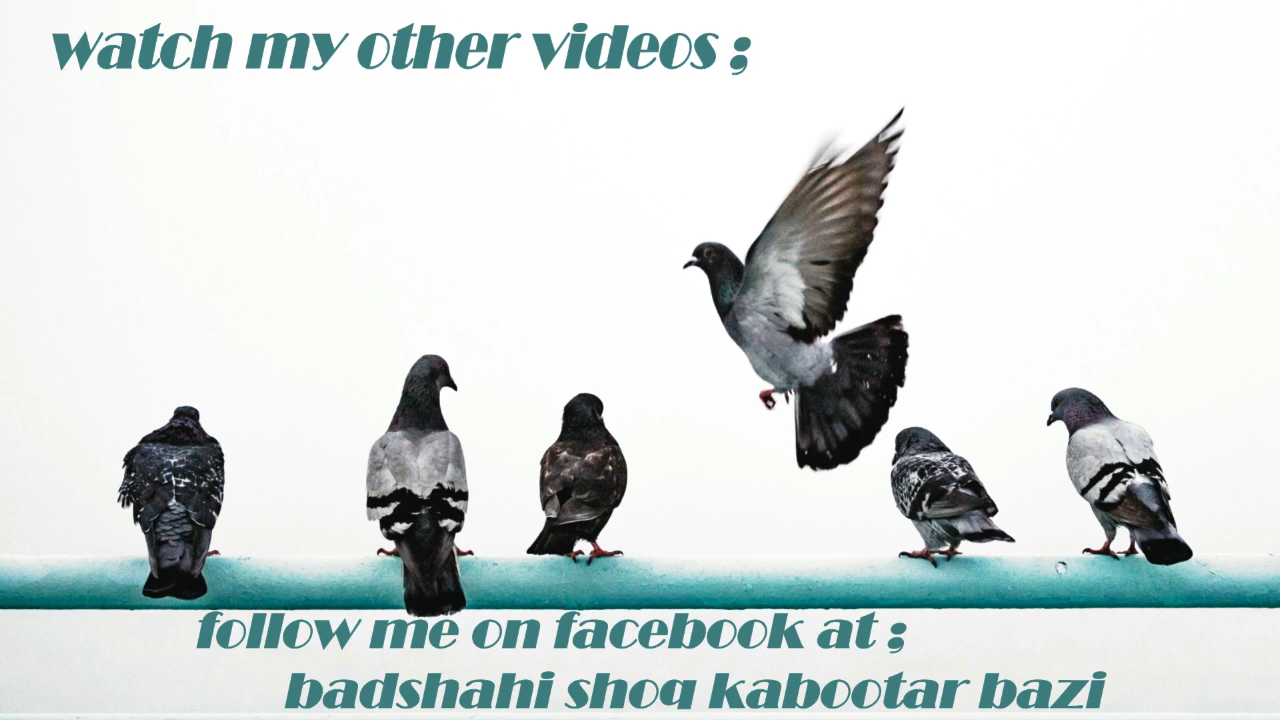 watch my other videos ;
follow me on facebook at ;
badshahi shoq kabootar bazi